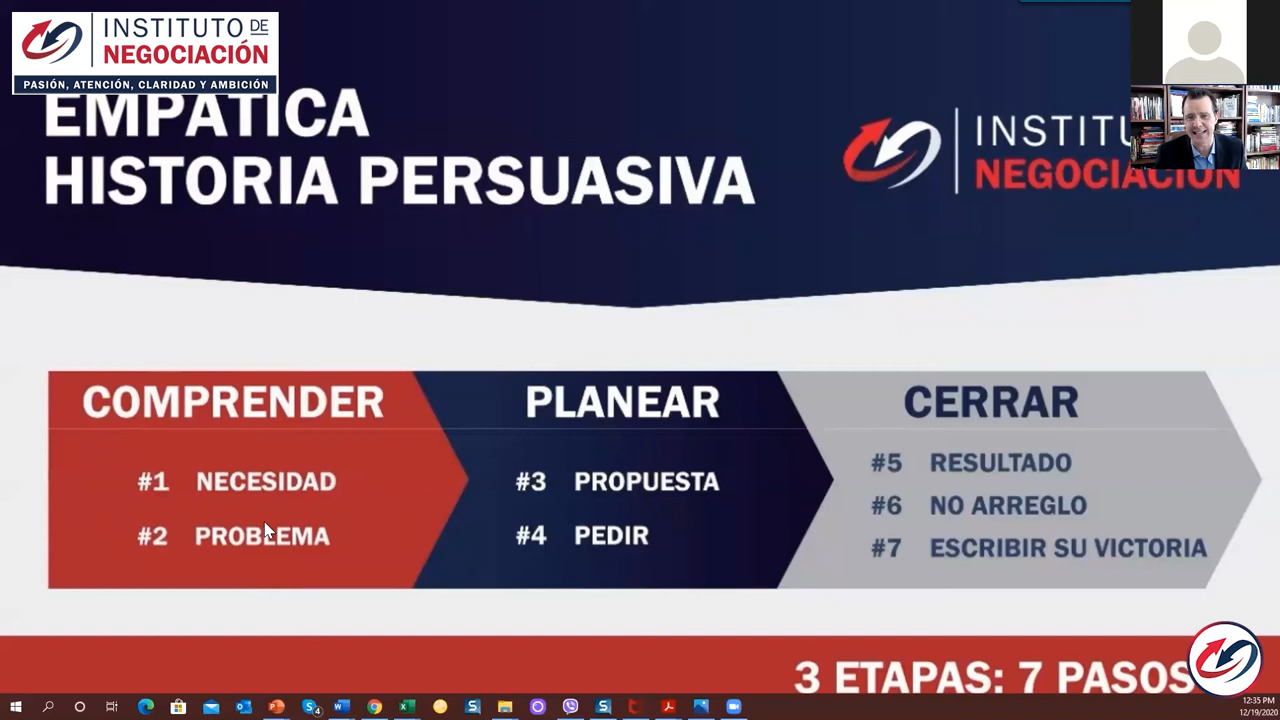 INSTITUTO DE
NEGOCIACIÓN
PASIÓN, ATENCIÓN, CLARIDAD Y AMBICIÓN
EMPÁTICA
HISTORIA PERSUASIVA
NEGOCIACIÓN
COMPRENDER
#1 NECESIDAD
#2 PROBLEMA
PLANEAR
#3 PROPUESTA
#4 PEDIR
CERRAR
#5 RESULTADO
#6 NO ARREGLO
#7 ESCRIBIR SU VICTORIA
3 ETAPAS: 7 PASOS
12:35 PM
12/19/2020